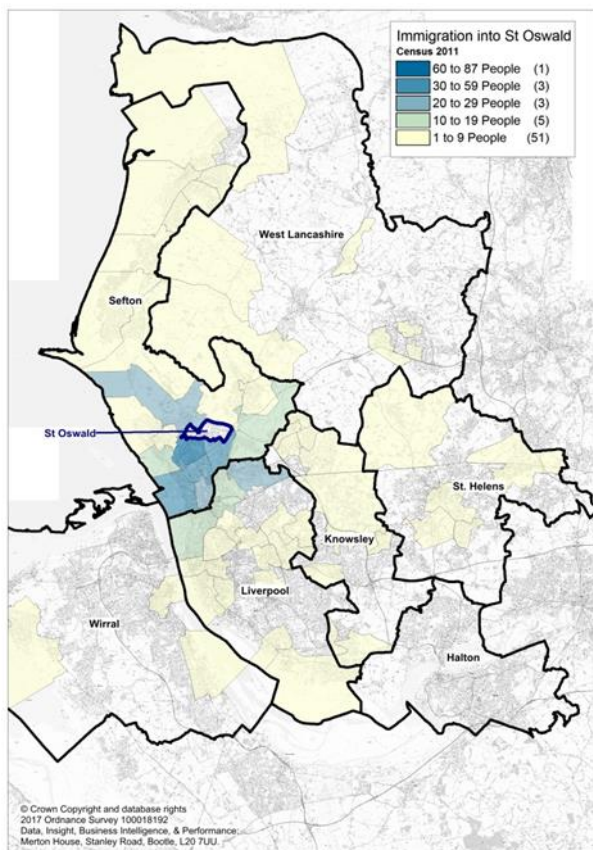 Immigration into St Oswald
Census 2011
60 to 87 People (1)
30 to 59 People (3)
20 to 29 People (3)
10 to 19 People (5)
1 to 9 People (51)
West Lancashire
Sefton
St Oswald
St. Helens
Knowsley
Liverpool
Wirral
Halton
© Crown Copyright and database rights
2017 Ordnance Survey 100018192
Data, Insight, Business Intelligence, & Performance;
Merton House, Stanley Road, Bootle, L20 7UU.